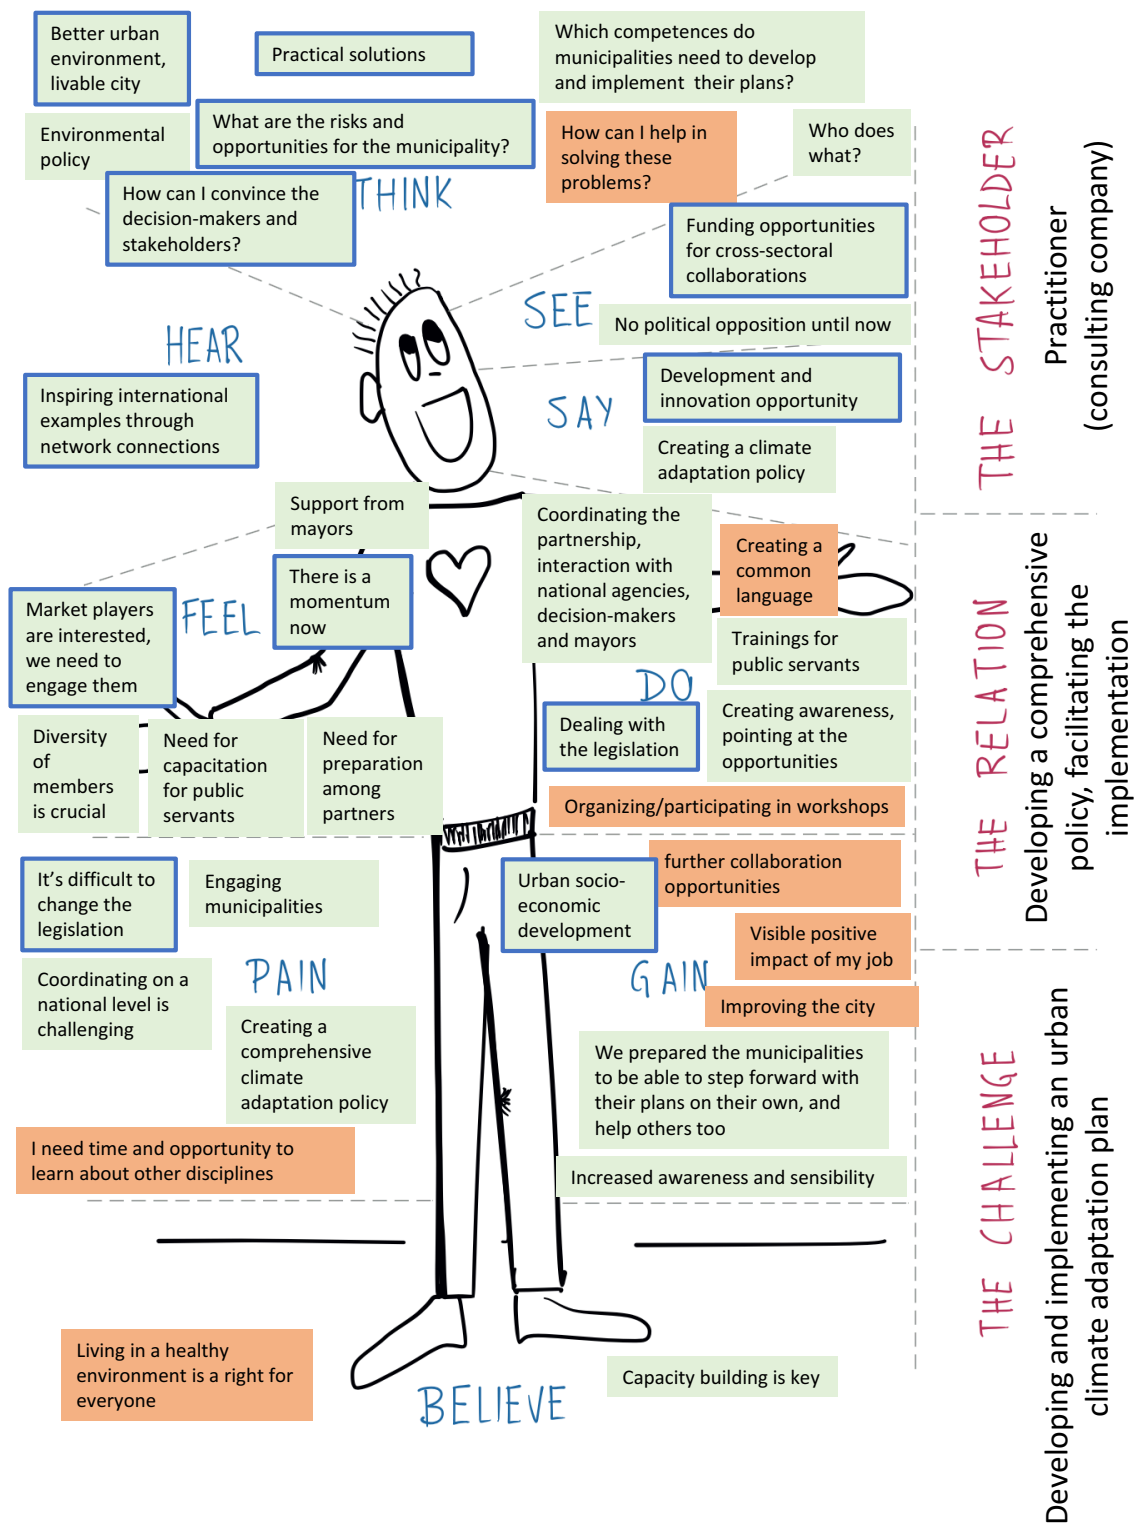 Better urban
environment,
livable city
Practical solutions
Which competences do
municipalities need to develop
and implement their plans?
Environmental
policy
What are the risks and
opportunities for the municipality?
How can I help in
solving these
problems?
Who does
what?
How can I convince the
decision-makers and
stakeholders?
THINK
Funding opportunities
for cross-sectoral
collaborations
SEE
No political opposition until now
HEAR
Inspiring international
examples through
network connections
Development and
innovation opportunity
SAY
Creating a climate
adaptation policy
Support from
mayors
There is a
momentum
now
Market players
are interested,
we need to
engage them
FEEL
Diversity
of
members
is crucial
Need for
capacitation
for public
servants
Need for
preparation
among
partners
Coordinating the
partnership,
interaction with
national agencies,
decision-makers
and mayors
Creating a
common
language
Trainings for
public servants
DO
Dealing with
the legislation
Creating awareness,
pointing at the
opportunities
Organizing/participating in workshops
It's difficult to
change the
legislation
Engaging
municipalities
Coordinating on a
national level is
challenging
PAIN
Creating a
comprehensive
climate
adaptation policy
I need time and opportunity to
learn about other disciplines
Urban socio-
economic
development
further collaboration
opportunities
Visible positive
impact of my job
GAIN
Improving the city
We prepared the municipalities
to be able to step forward with
their plans on their own, and
help others too
Increased awareness and sensibility
Living in a healthy
environment is a right for
everyone
BELIEVE
Capacity building is key
THE STAKEHOLDER
Practitioner
(consulting company)
THE RELATION
Developing a comprehensive
policy, facilitating the
implementation
THE CHALLENGE
Developing and implementing an urban
climate adaptation plan